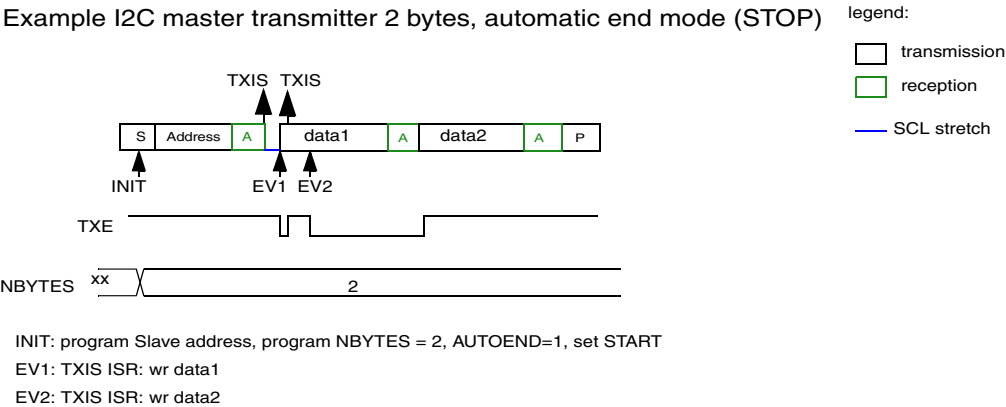 Example I2C master transmitter 2 bytes, automatic end mode (STOP)
legend:
transmission
reception
SCL stretch
TXIS TXIS
S Address A data1 A data2 A P
INIT EV1 EV2
TXE
NBYTES xx 2
INIT: program Slave address, program NBYTES = 2, AUTOEND=1, set START
EV1: TXIS ISR: wr data1
EV2: TXIS ISR: wr data2